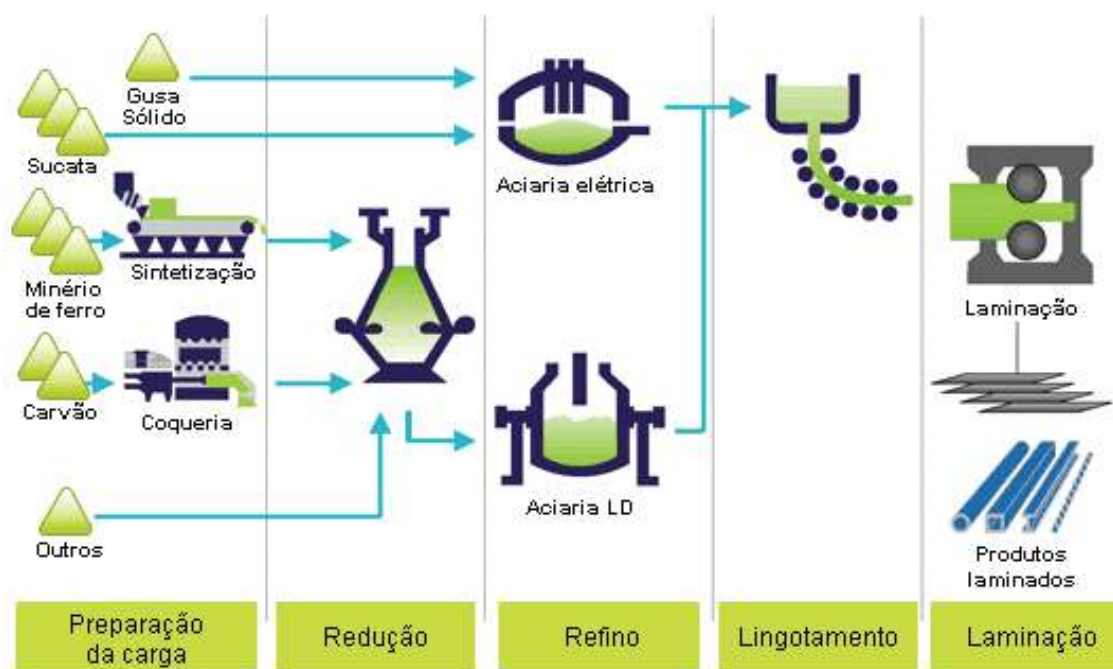 Gusa
Sólido
Sucata
Aciaria elétrica
Minério
de ferro
Sintetização
Laminação
Carvão
Coqueria
Aciaria LD
Outros
Produtos
laminados
Preparação
da carga
Redução
Refino
Lingotamento
Laminação